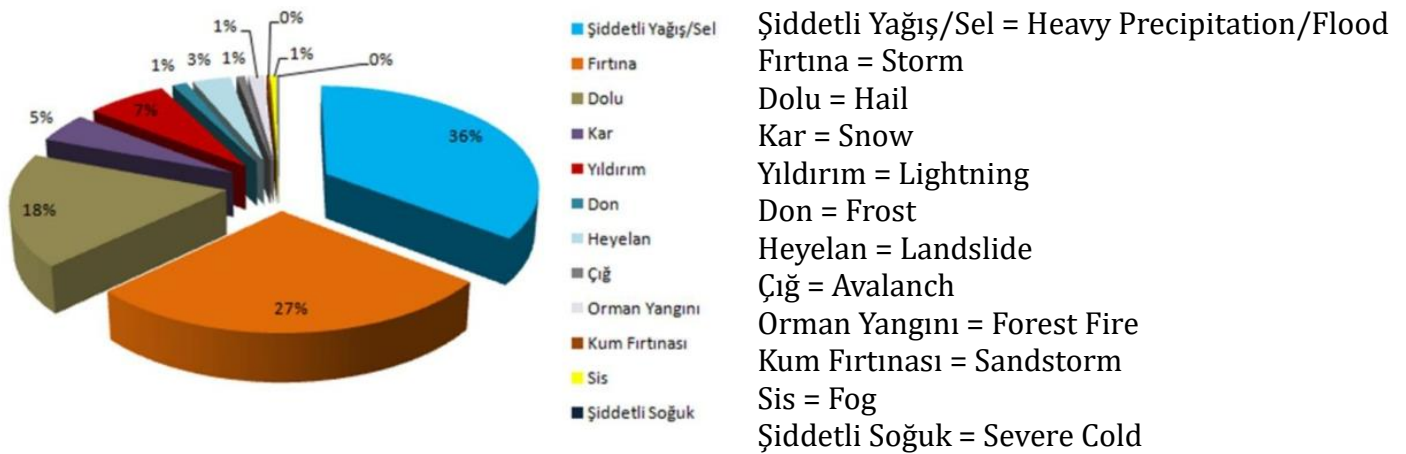 1%
0%
1% 3% 1%
1%
0%
5%
7%
36%
18%
27%
Şiddetli Yağış/Sel
Fırtına
Dolu
Kar
Yıldırım
Don
Heyelan
Çığ
Orman Yangını
Kum Fırtınası
Sis
Şiddetli Soğuk
Şiddetli Yağış/Sel = Heavy Precipitation/Flood
Fırtına = Storm
Dolu = Hail
Kar = Snow
Yıldırım = Lightning
Don = Frost
Heyelan = Landslide
Çığ = Avalanch
Orman Yangını = Forest Fire
Kum Fırtınası = Sandstorm
Sis = Fog
Şiddetli Soğuk = Severe Cold